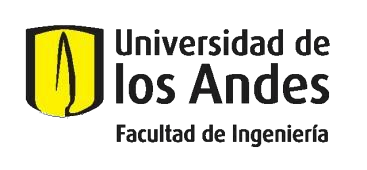 Universidad de
los Andes
Facultad de Ingeniería